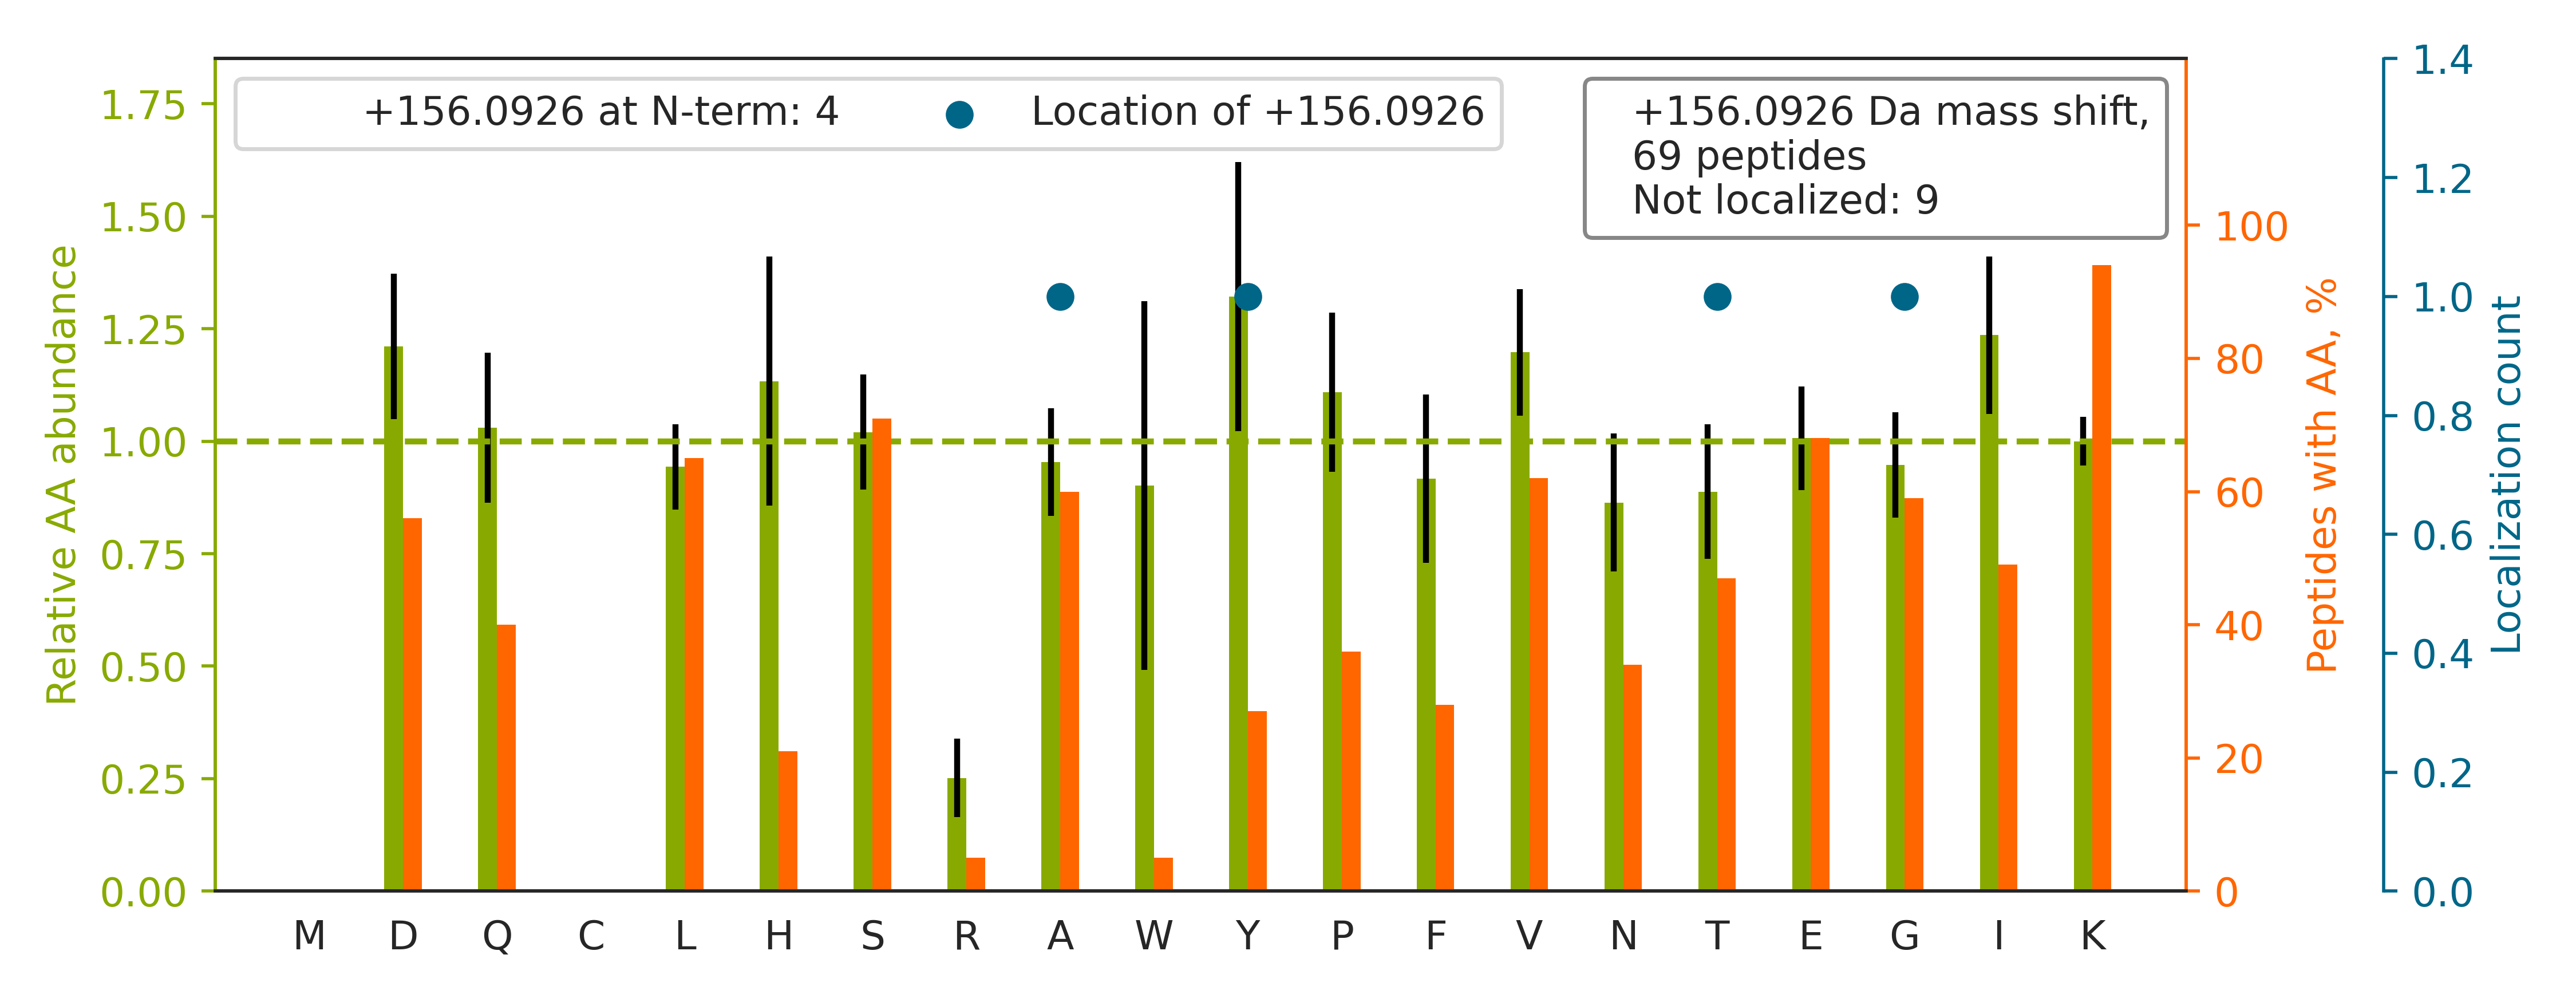 +156.0926 at N-term: 4
Location of +156.0926
+156.0926 Da mass shift,
69 peptides
Not localized: 9
Relative AA abundance
1.75
1.50
1.25
1.00
0.75
0.50
0.25
0.00
M D Q C L H S R A W Y P F V N T E G I K
100
80
60
40
20
0
Peptides with AA, %
1.4
1.2
1.0
0.8
0.6
0.4
0.2
0.0
Localization count